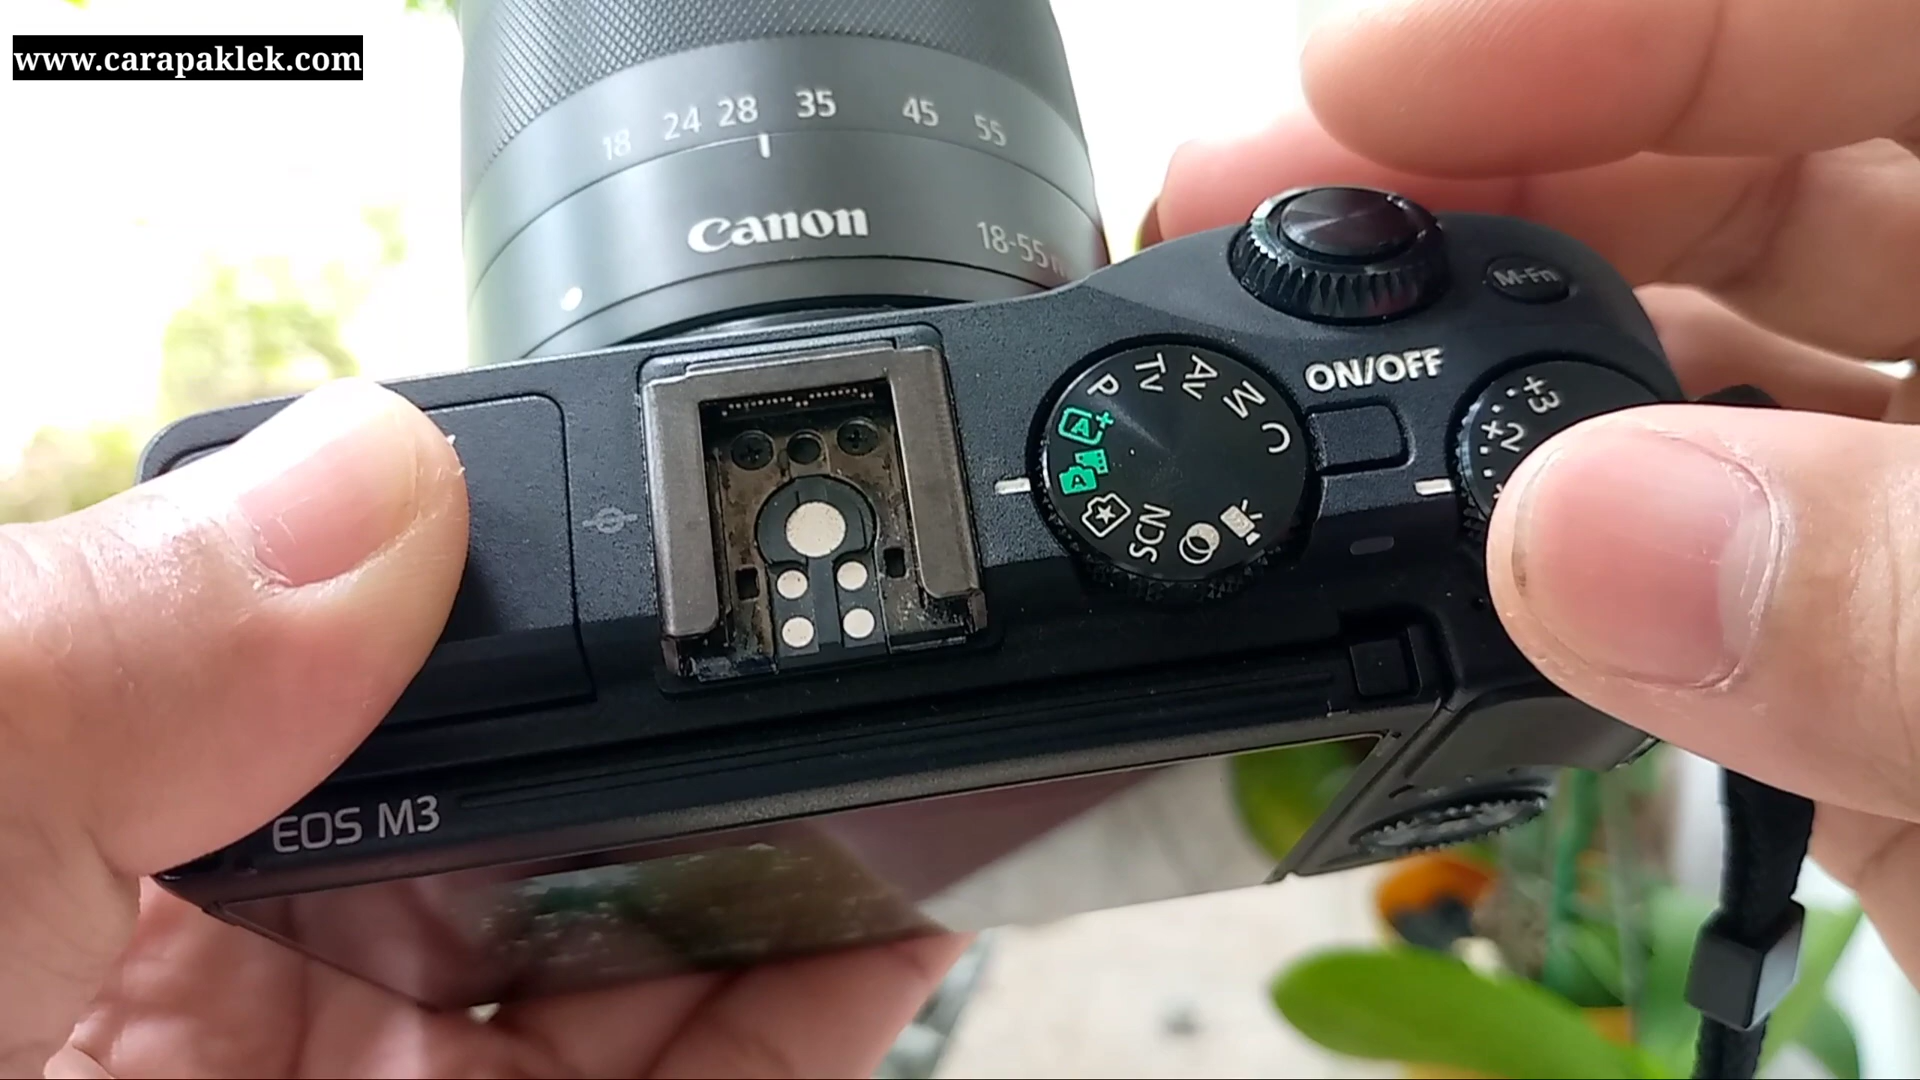 www.carapaklek.com
18 24 28 35 45 55
Canon
18-55
M-Fn
ON/OFF
P Tv Av M C
A+
A
SCN
+3
2
EOS M3